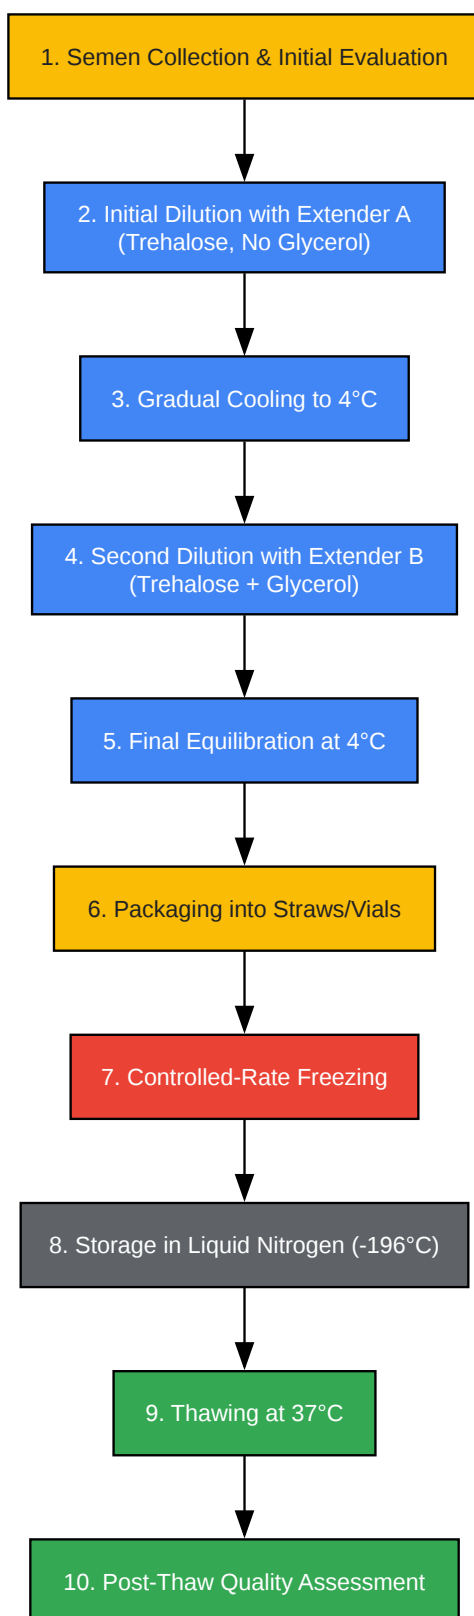 1. Semen Collection & Initial Evaluation
2. Initial Dilution with Extender A
(Trehalose, No Glycerol)
3. Gradual Cooling to 4°C
4. Second Dilution with Extender B
(Trehalose + Glycerol)
5. Final Equilibration at 4°C
6. Packaging into Straws/Vials
7. Controlled-Rate Freezing
8. Storage in Liquid Nitrogen (-196°C)
9. Thawing at 37°C
10. Post-Thaw Quality Assessment